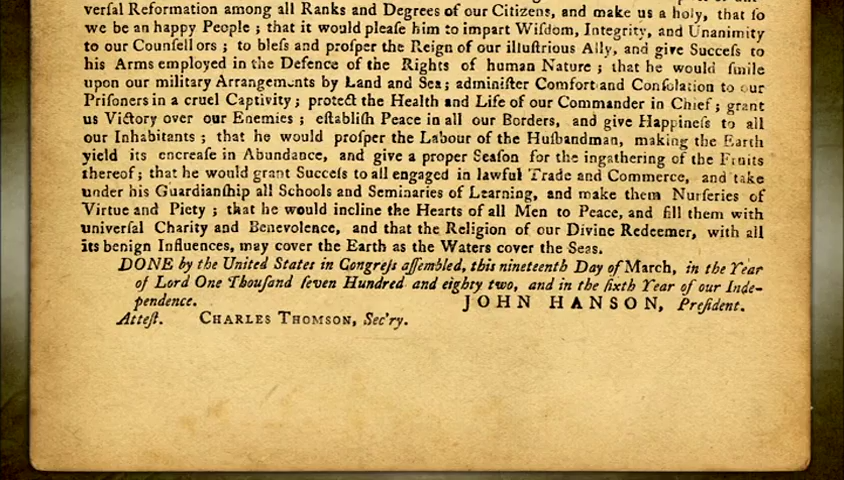 verſal Reformation among all Ranks and Degrees of our Citizens, and make us a holy, that ſo
we be an happy People ; that it would pleaſe him to impart Wiſdom, Integrity, and Unanimity
to our Counſellors ; to bleſs and proſper the Reign of our illuſtrious Ally, and give Succeſs to
his Arms employed in the Defence of the Rights of human Nature ; that he would ſmile
upon our military Arrangements by Land and Sea ; adminiſter Comfort and Conſolation to our
Priſoners in a cruel Captivity ; protect the Health and Life of our Commander in Chief ; grant
us Victory over our Enemies ; eſtabliſh Peace in all our Borders, and give Happineſs to all
our Inhabitants ; that he would proſper the Labour of the Huſbandman, making the Earth
yield its encreaſe in Abundance, and give a proper Seaſon for the ingathering of the Fruits
thereof ; that he would grant Succeſs to all engaged in lawful Trade and Commerce, and take
under his Guardianſhip all Schools and Seminaries of Learning, and make them Nurſeries of
Virtue and Piety ; that he would incline the Hearts of all Men to Peace, and fill them with
univerſal Charity and Benevolence, and that the Religion of our Divine Redeemer, with all
its benign Influences, may cover the Earth as the Waters cover the Seas.
DONE by the United States in Congreſs aſſembled, this nineteenth Day of March, in the Year
of Lord One Thouſand ſeven Hundred and eighty two, and in the ſixth Year of our Inde-
pendence. JOHN HANSON, Preſident.
Atteſt. CHARLES THOMSON, Sec'ry.